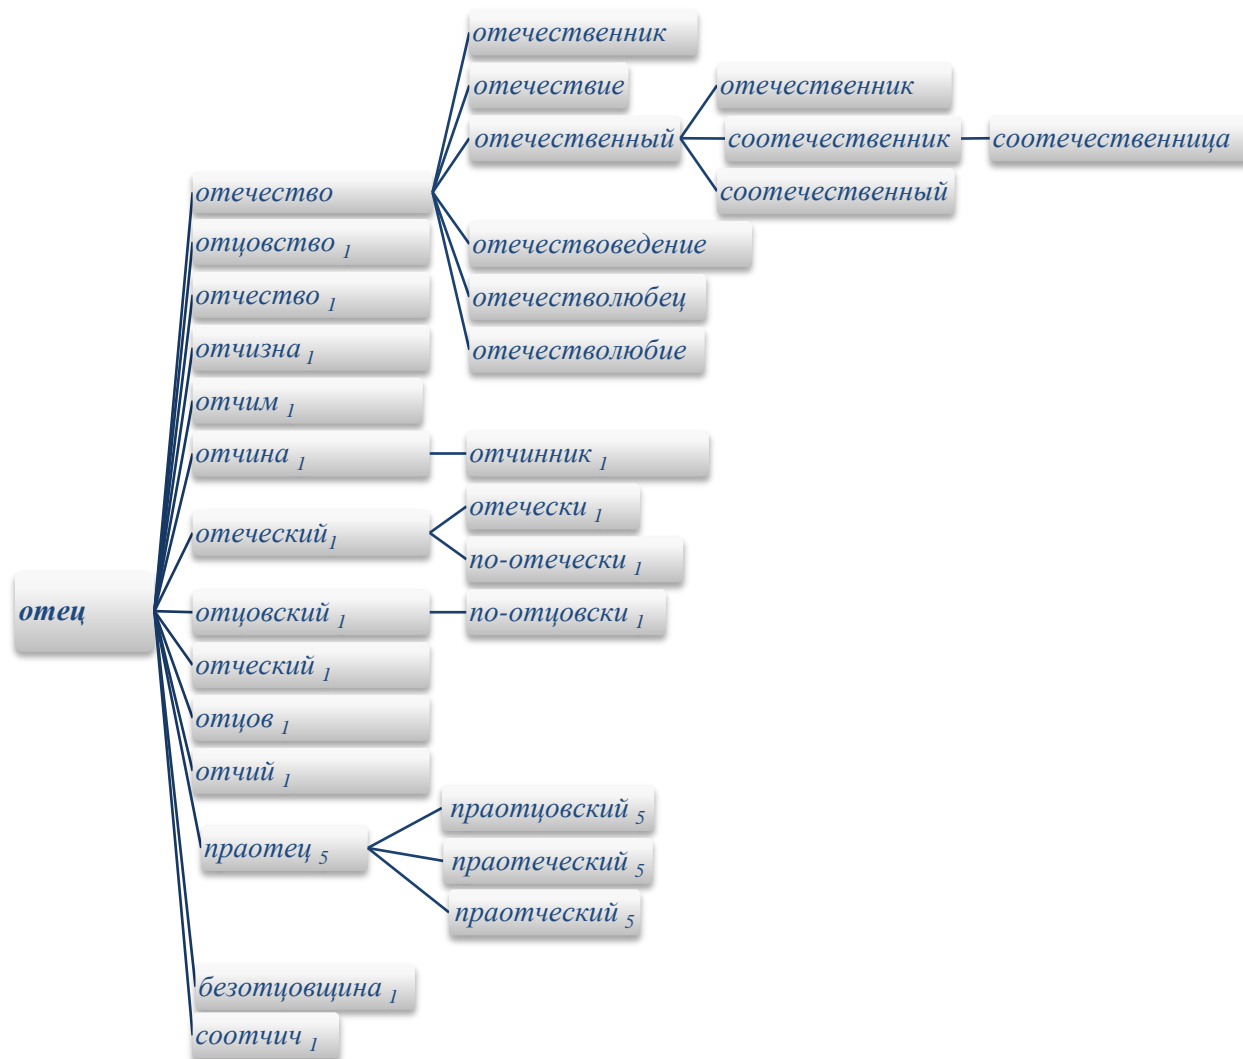 отечественник
отечествие
отечественник
отечественный
соотечественник
соотечественница
отечество
соотечественный
отцовство 1
отечествоведение
отчество 1
отечестволюбец
отчизна 1
отечестволюбие
отчим 1
отчина 1
отчинник 1
отечески 1
отеческий1
по-отечески 1
отец
отцовский 1
по-отцовски 1
отческий 1
отцов 1
отчий 1
праотцовский 5
праотец 5
праотеческий 5
праотческий 5
безотцовщина 1
соотчич 1